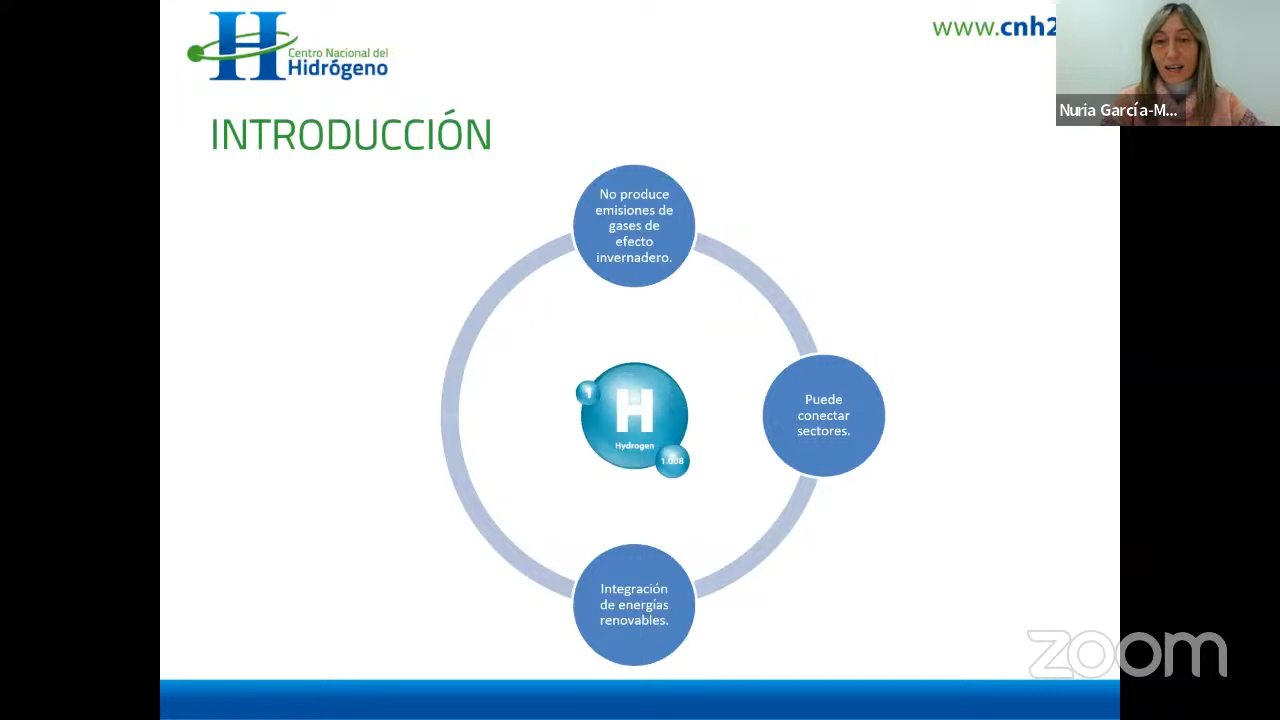 Centro Nacional del
Hidrógeno
www.cnh2
Nuria García-M...
INTRODUCCIÓN
No produce
emisiones de
gases de
efecto
invernadero.
1
H
Hydrogen
1.008
Puede
conectar
sectores.
Integración
de energías
renovables.
zoom